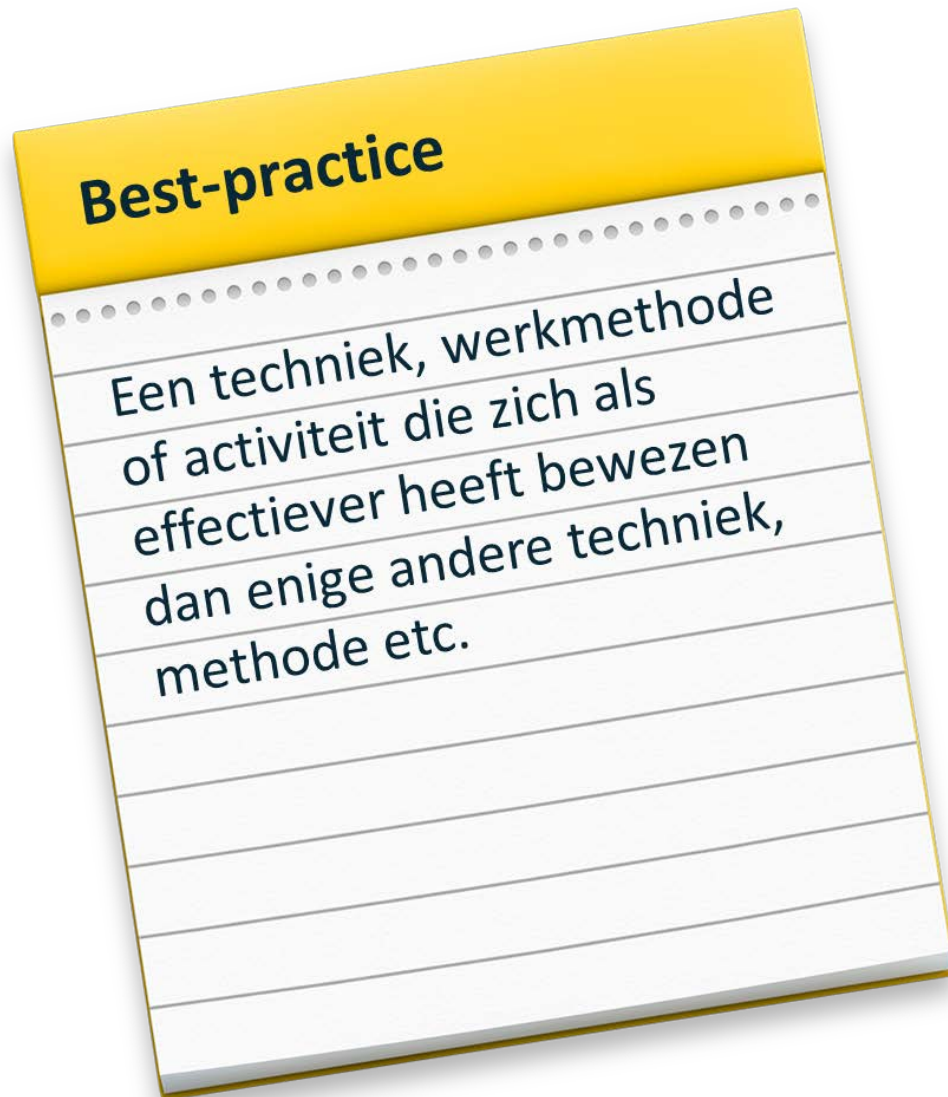 Best-practice
Een techniek, werkmethode
of activiteit die zich als
effectiever heeft bewezen
dan enige andere techniek,
methode etc.